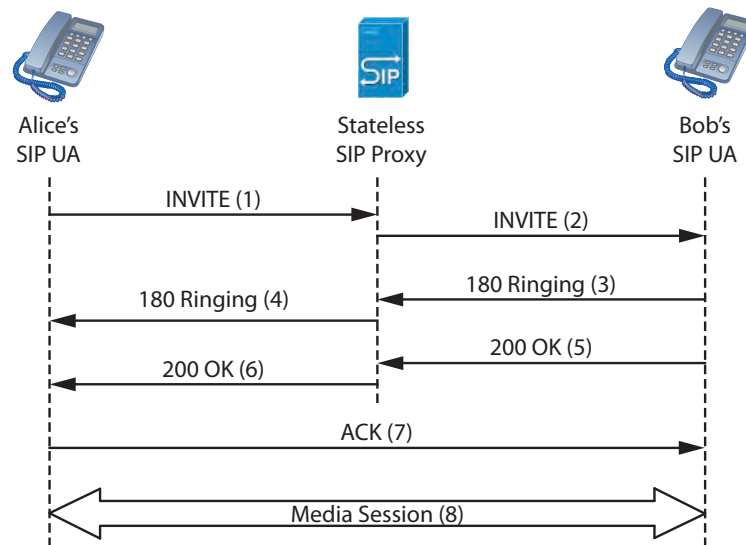 SIP
Alice's
SIP UA
Stateless
SIP Proxy
Bob's
SIP UA
INVITE (1)
INVITE (2)
180 Ringing (3)
180 Ringing (4)
200 OK (5)
200 OK (6)
ACK (7)
Media Session (8)